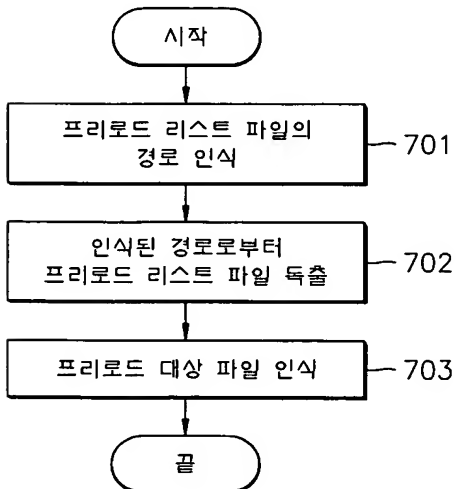 시작
프리로드 리스트 파일의
경로 인식
701
인식된 경로로부터
프리로드 리스트 파일 독출
702
프리로드 대상 파일 인식
703
끝